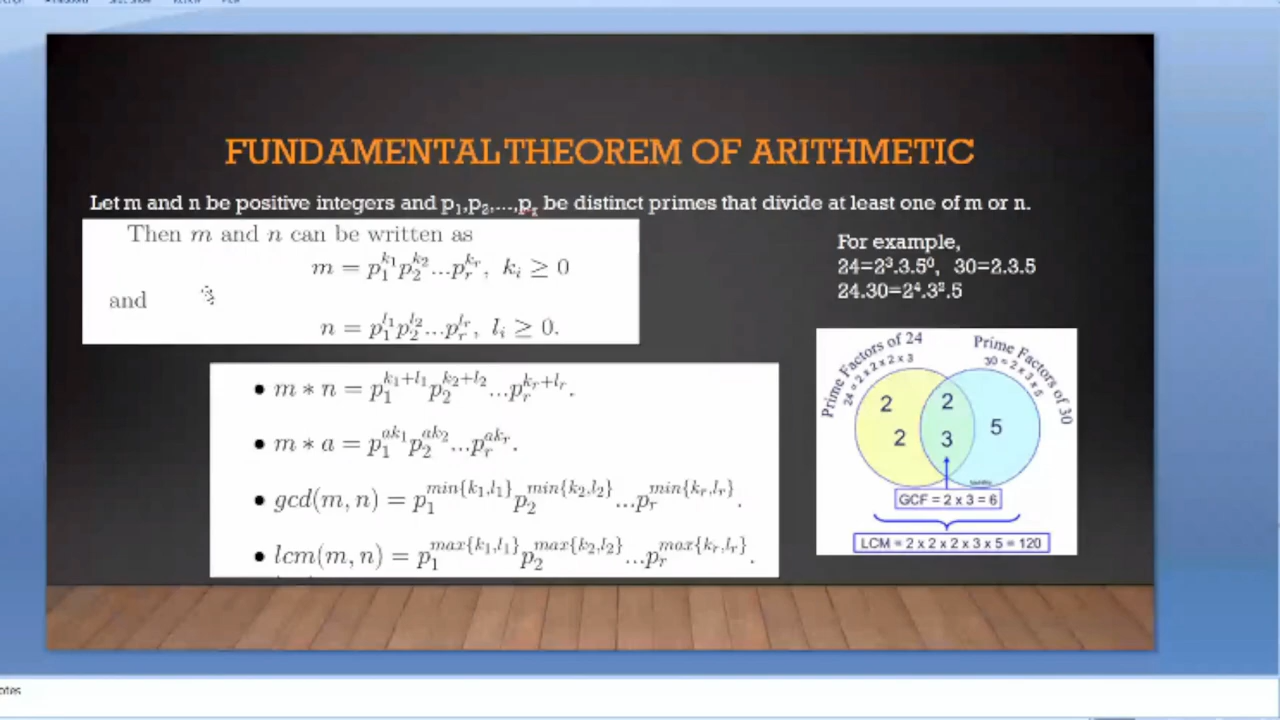 FUNDAMENTAL THEOREM OF ARITHMETIC
Let m and n be positive integers and p₁,p₂,...,pᵣ be distinct primes that divide at least one of m or n.
Then m and n can be written as
m = p₁^{k₁}p₂^{k₂}...pᵣ^{kᵣ}, kᵢ ≥ 0
and
n = p₁^{l₁}p₂^{l₂}...pᵣ^{lᵣ}, lᵢ ≥ 0.
• m * n = p₁^{k₁+l₁}p₂^{k₂+l₂}...pᵣ^{kᵣ+lᵣ}.
• m * a = p₁^{ak₁}p₂^{ak₂}...pᵣ^{akᵣ}.
• gcd(m, n) = p₁^{min{k₁,l₁}}p₂^{min{k₂,l₂}}...pᵣ^{min{kᵣ,lᵣ}}.
• lcm(m, n) = p₁^{max{k₁,l₁}}p₂^{max{k₂,l₂}}...pᵣ^{max{kᵣ,lᵣ}}.
For example,
24=2³.3.5⁰, 30=2.3.5
24.30=2⁴.3².5
Prime Factors of 24
24 = 2 x 2 x 2 x 3
Prime Factors of 30
30 = 2 x 3 x 5
2
2
2
3
5
GCF = 2 x 3 = 6
LCM = 2 x 2 x 2 x 3 x 5 = 120
otes